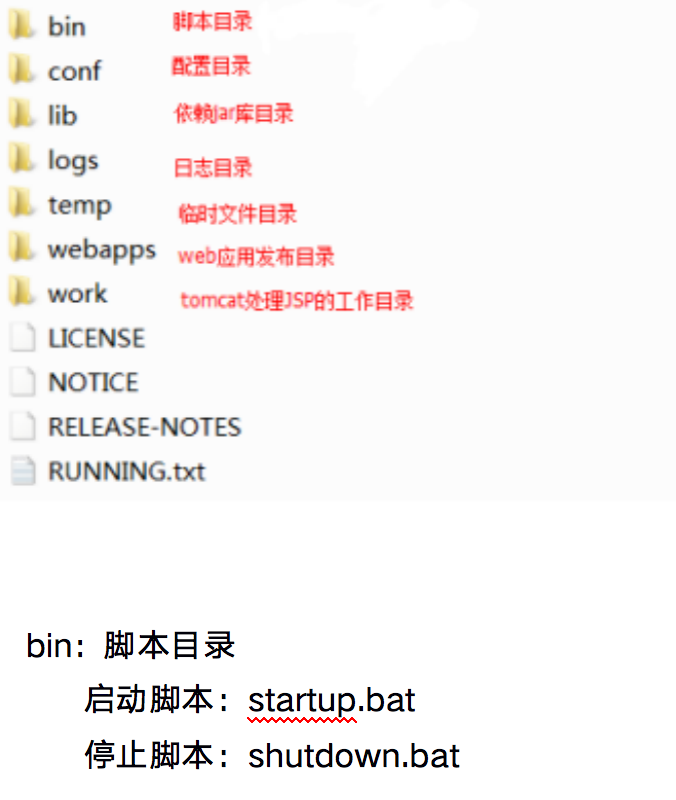 bin 脚本目录
conf 配置目录
lib 依赖jar库目录
logs 日志目录
temp 临时文件目录
webapps web应用发布目录
work tomcat处理JSP的工作目录
LICENSE
NOTICE
RELEASE-NOTES
RUNNING.txt
bin：脚本目录
启动脚本：startup.bat
停止脚本：shutdown.bat